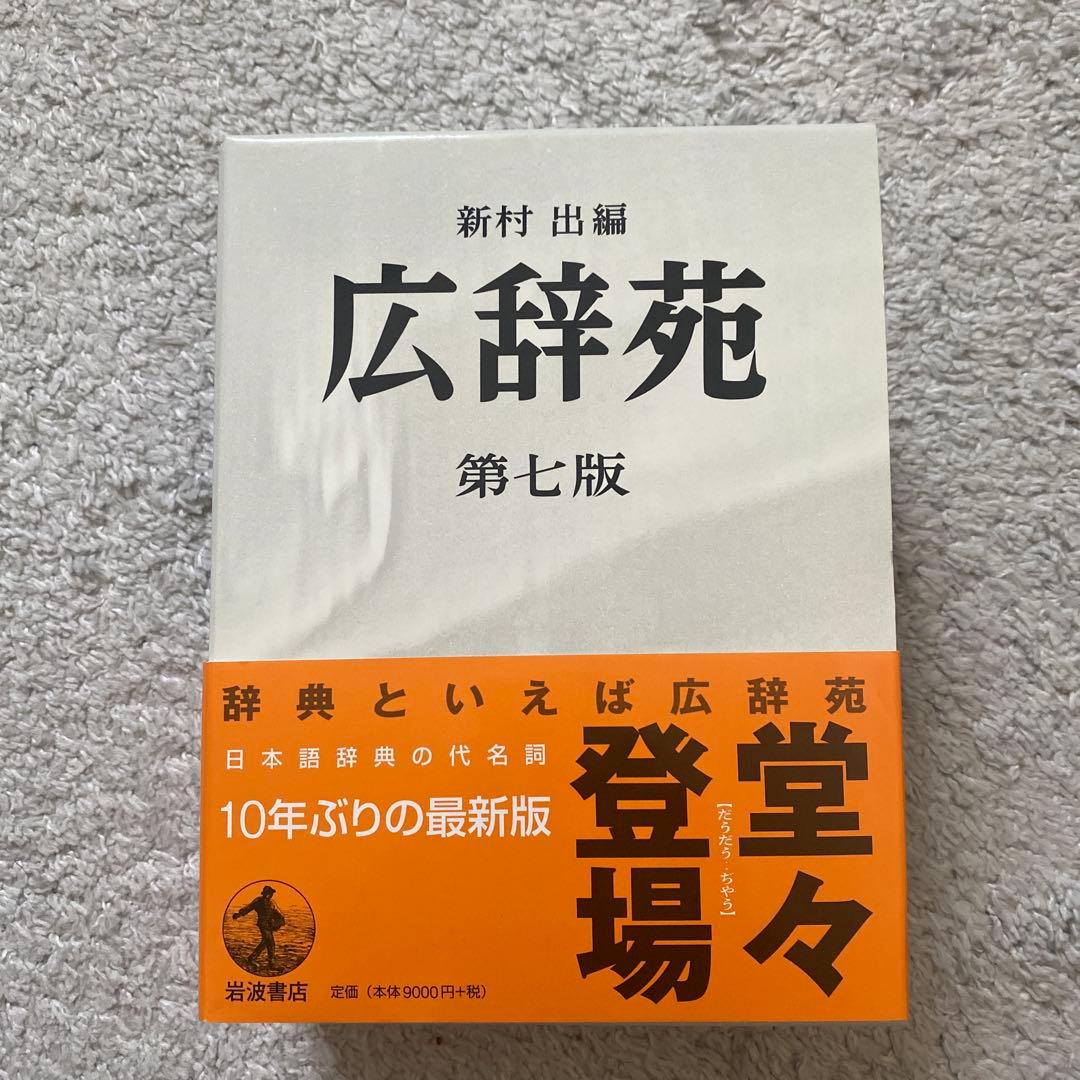 新村 出編
広辞苑
第七版
辞典といえば広辞苑
堂々
登場
【だうだう‥ぢやう】
日本語辞典の代名詞
10年ぶりの最新版
岩波書店
定価（本体9000円+税）